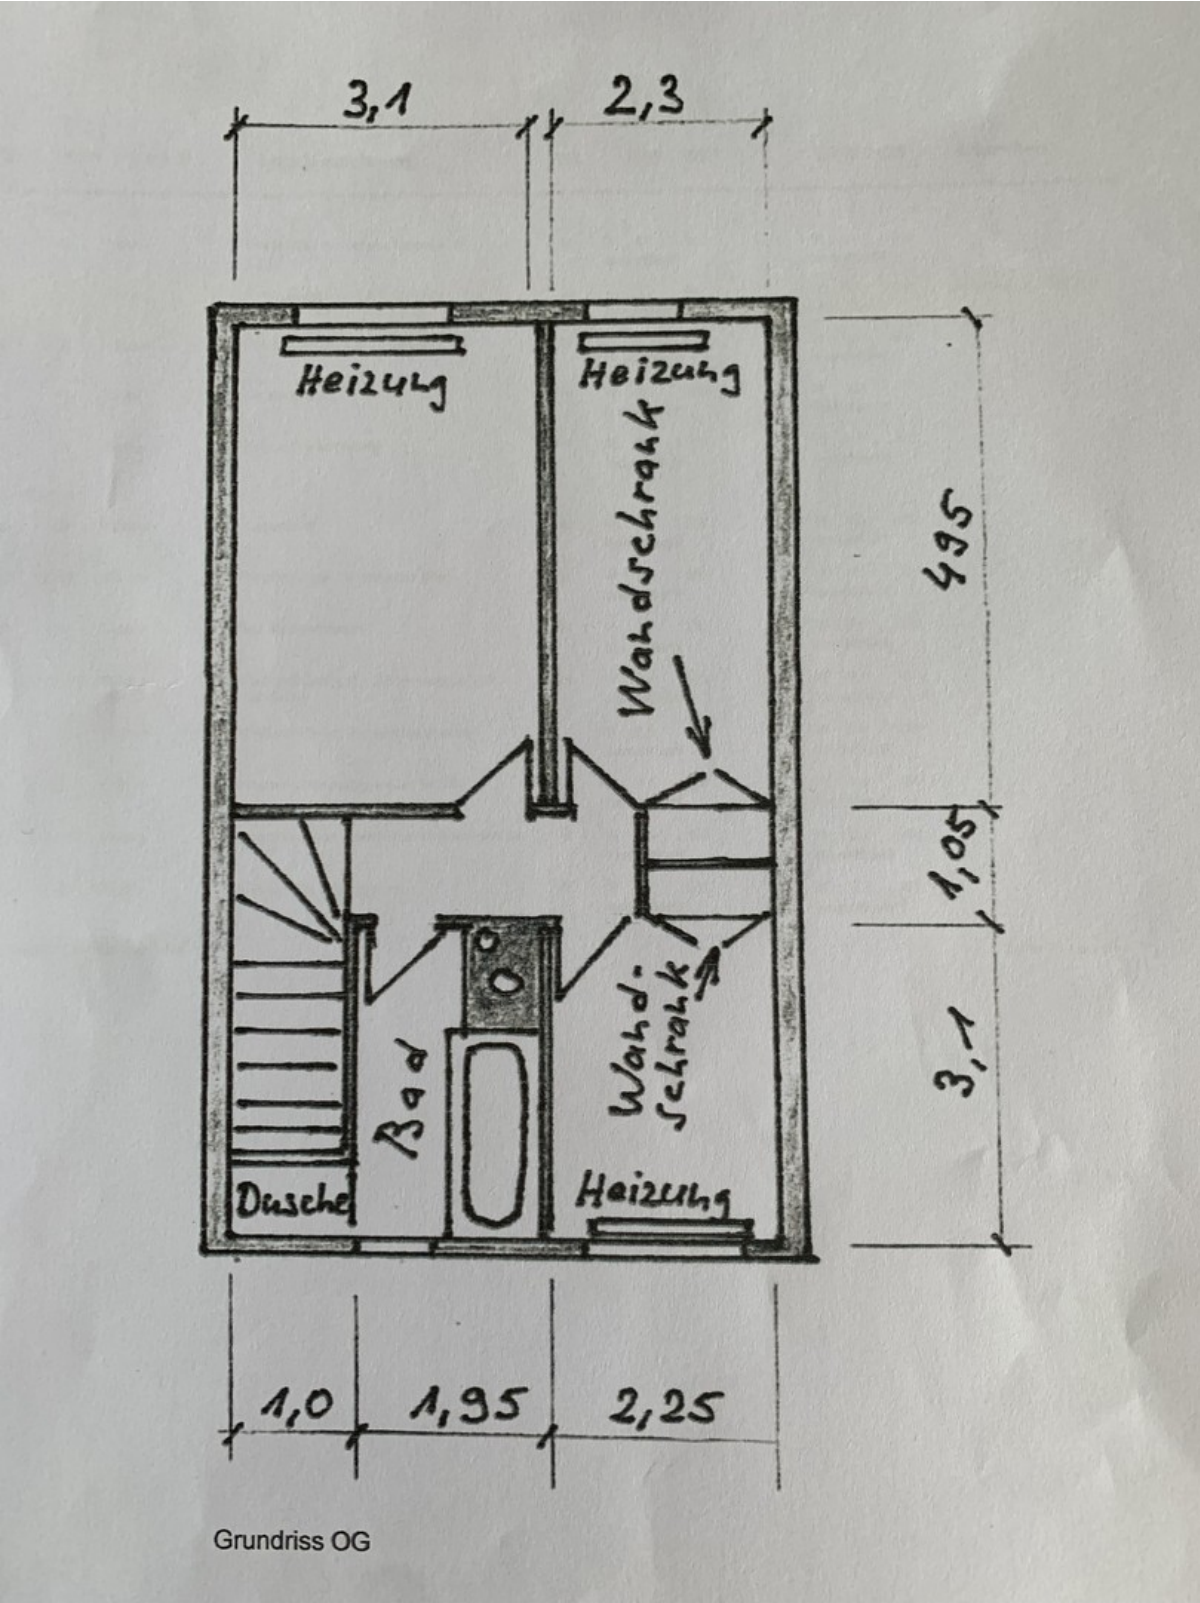 3,1
2,3
Heizung
Heizung
Wandschrank
495
1,05
3,1
Bad
Wand-
schrank
Dusche
Heizung
1,0
1,95
2,25
Grundriss OG